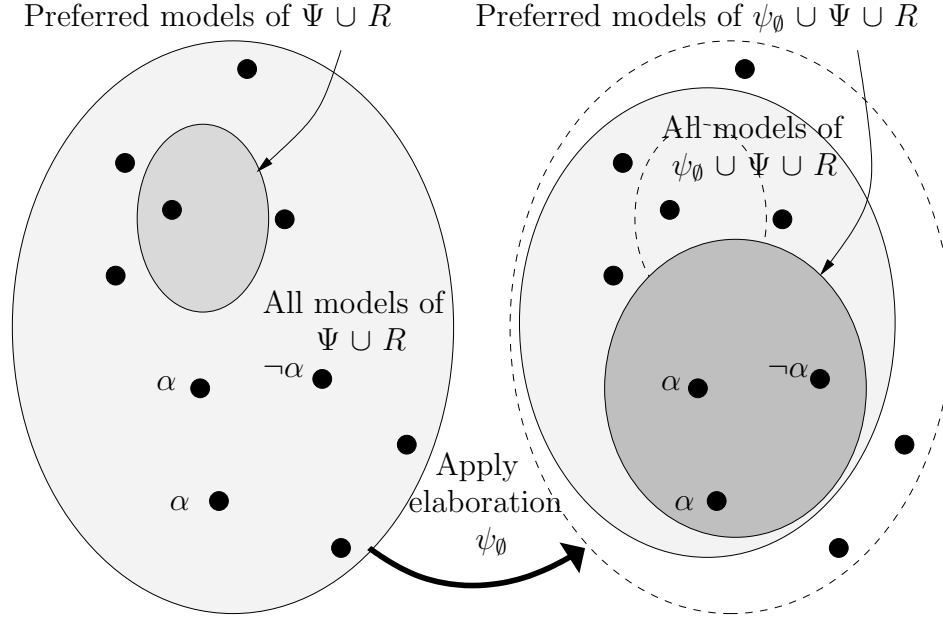 Preferred models of Ψ ∪ R
Preferred models of ψ∅ ∪ Ψ ∪ R
All models of
ψ∅ ∪ Ψ ∪ R
All models of
Ψ ∪ R
α
¬α
α
α
¬α
α
Apply
elaboration
ψ∅